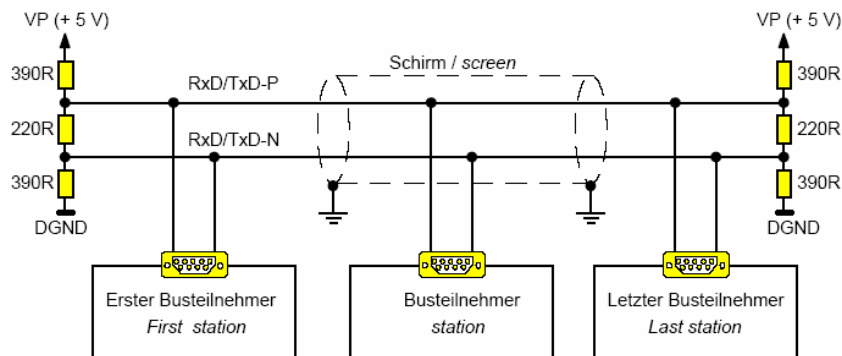 VP (+ 5 V)
VP (+ 5 V)
390R
Schirm / screen
390R
RxD/TxD-P
220R
220R
RxD/TxD-N
390R
390R
DGND
DGND
Erster Busteilnehmer
First station
Busteilnehmer
station
Letzter Busteilnehmer
Last station